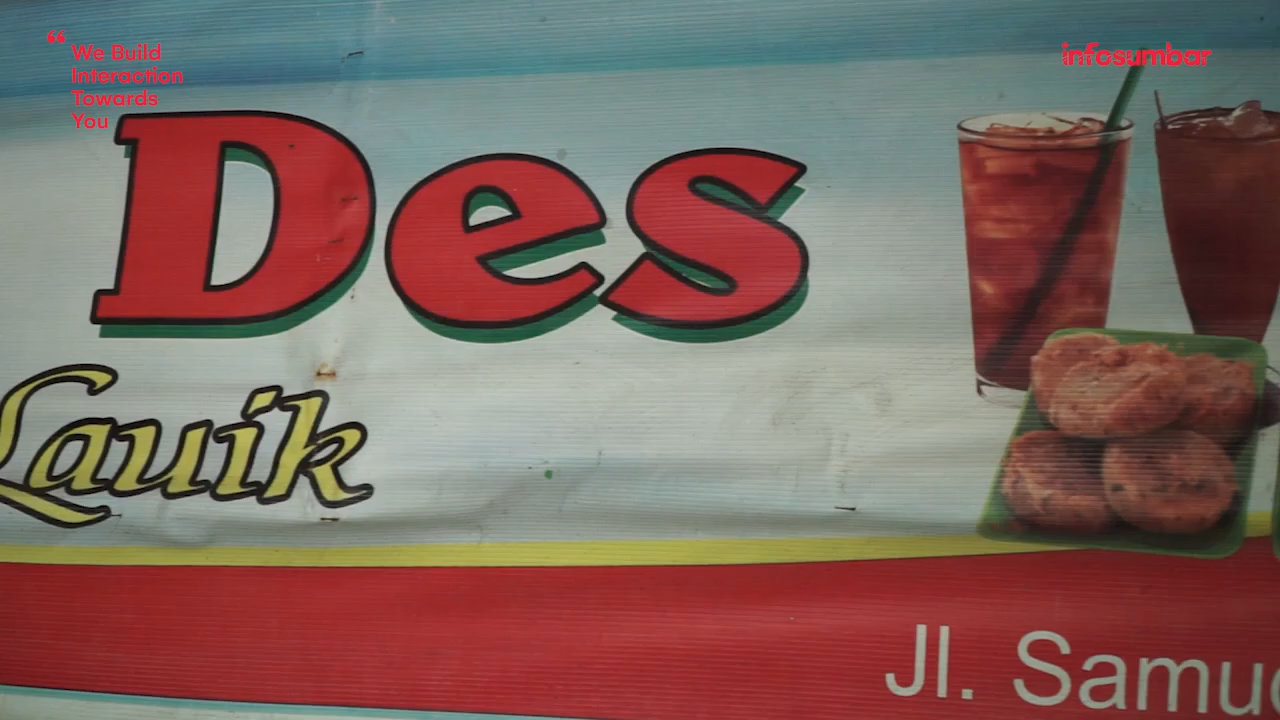 “
We Build
Interaction
Towards
You
infosumbar
Des
Lauik
Jl.